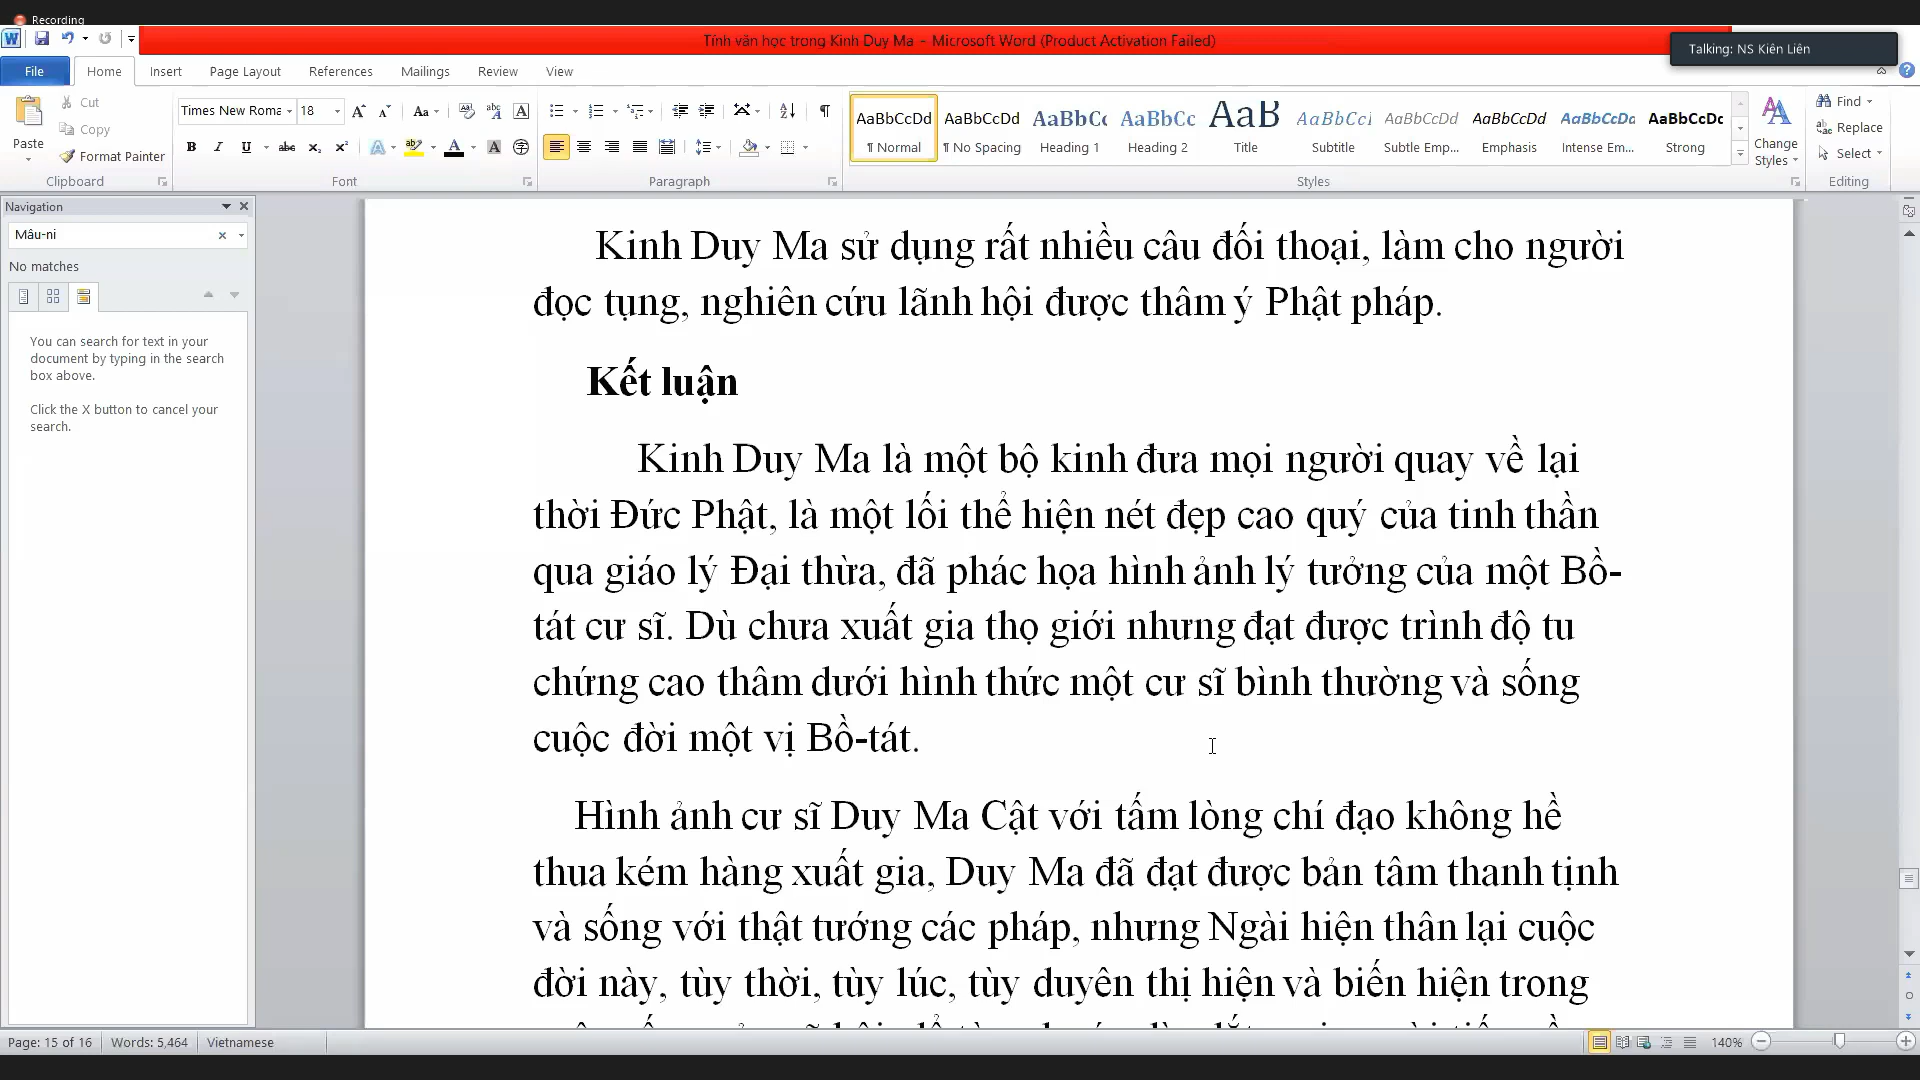 Recording
Tính văn học trong Kinh Duy Ma - Microsoft Word (Product Activation Failed)
Talking: NS Kiên Liên
File Home Insert Page Layout References Mailings Review View
Paste
Cut
Copy
Format Painter
Clipboard
Times New Roma 18
Font
Paragraph
AaBbCcDd AaBbCcDd AaBbCc AaBbCc AaB AaBbCcI AaBbCcDd AaBbCcDd AaBbCcDd AaBbCcDc
¶ Normal ¶ No Spacing Heading 1 Heading 2 Title Subtitle Subtle Emp... Emphasis Intense Em... Strong
Styles
Change
Styles
Find
Replace
Select
Editing
Navigation
Mâu-ni
No matches
You can search for text in your
document by typing in the search
box above.
Click the X button to cancel your
search.
Kinh Duy Ma sử dụng rất nhiều câu đối thoại, làm cho người
đọc tụng, nghiên cứu lãnh hội được thâm ý Phật pháp.
Kết luận
Kinh Duy Ma là một bộ kinh đưa mọi người quay về lại
thời Đức Phật, là một lối thể hiện nét đẹp cao quý của tinh thần
qua giáo lý Đại thừa, đã phác họa hình ảnh lý tưởng của một Bồ-
tát cư sĩ. Dù chưa xuất gia thọ giới nhưng đạt được trình độ tu
chứng cao thâm dưới hình thức một cư sĩ bình thường và sống
cuộc đời một vị Bồ-tát.
Hình ảnh cư sĩ Duy Ma Cật với tấm lòng chí đạo không hề
thua kém hàng xuất gia, Duy Ma đã đạt được bản tâm thanh tịnh
và sống với thật tướng các pháp, nhưng Ngài hiện thân lại cuộc
đời này, tùy thời, tùy lúc, tùy duyên thị hiện và biến hiện trong
Page: 15 of 16 Words: 5,464 Vietnamese 140%